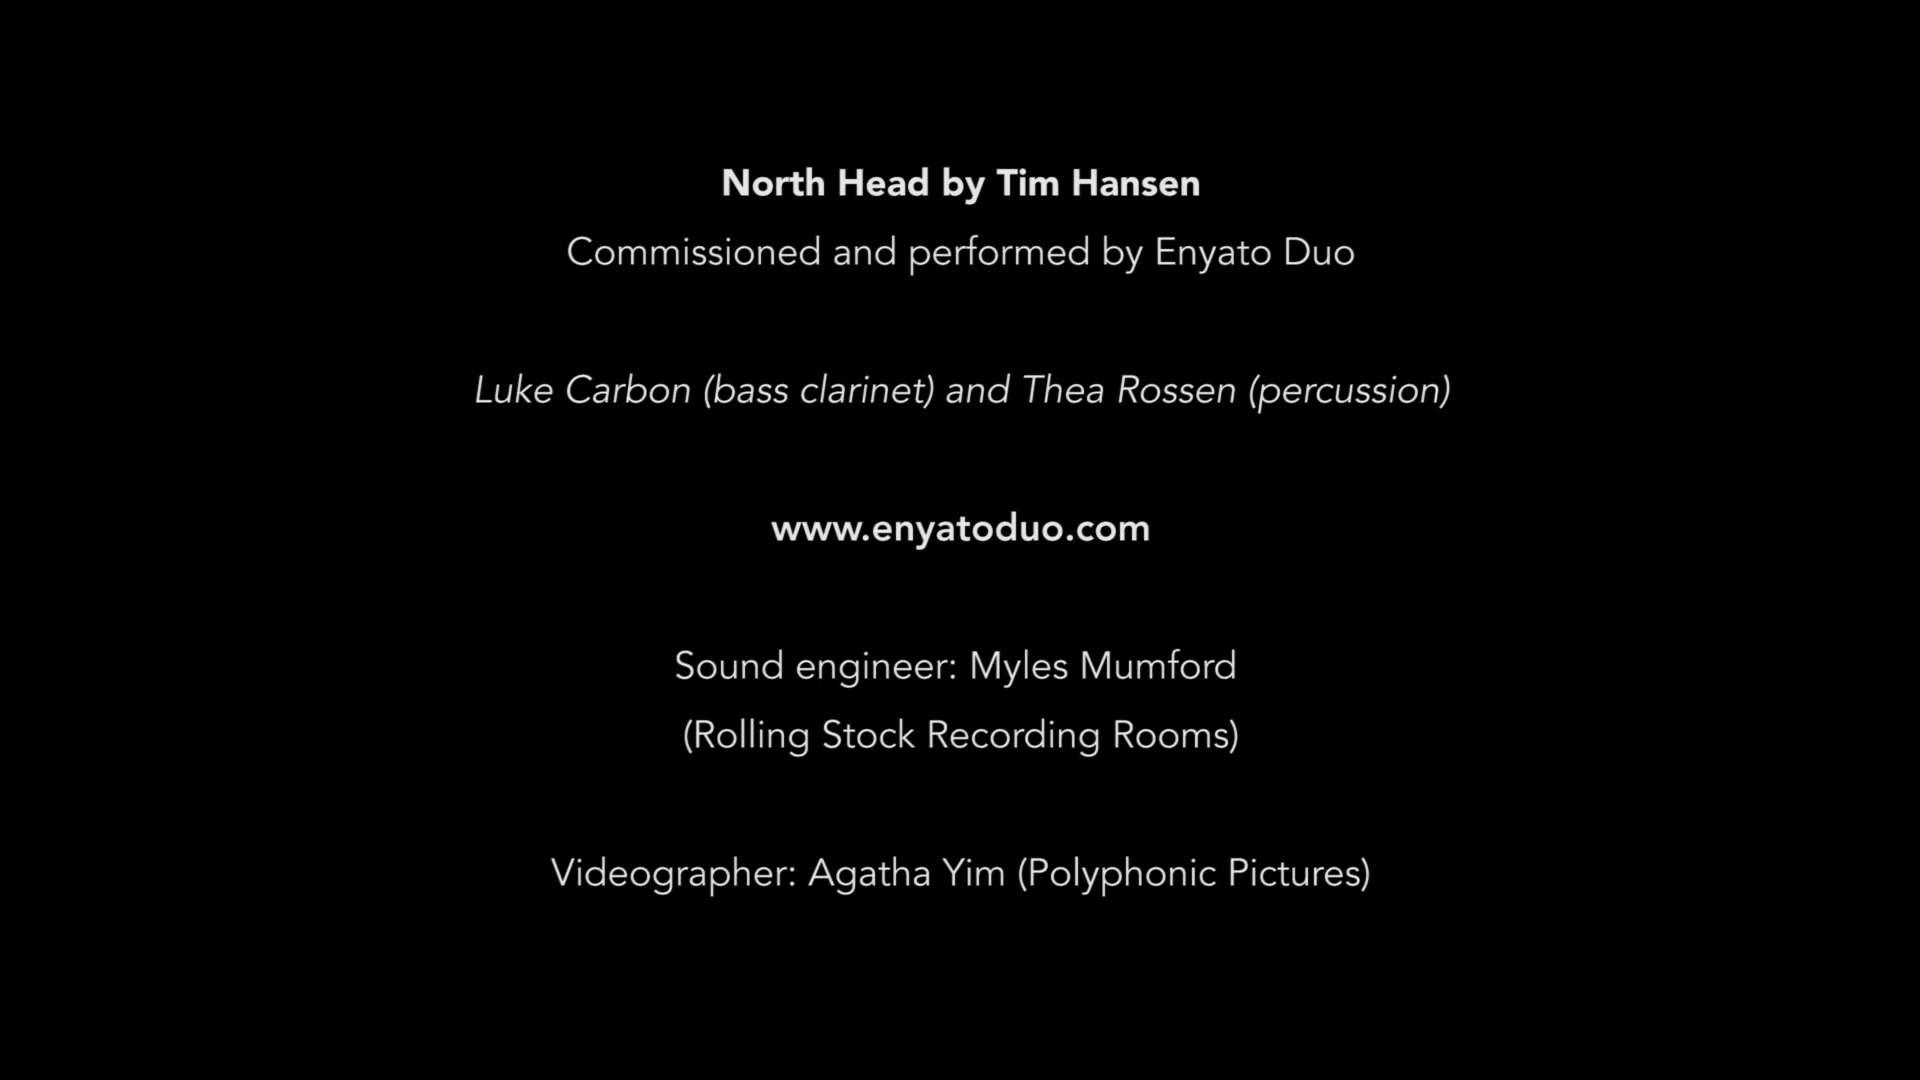 North Head by Tim Hansen
Commissioned and performed by Enyato Duo
Luke Carbon (bass clarinet) and Thea Rossen (percussion)
www.enyatoduo.com
Sound engineer: Myles Mumford
(Rolling Stock Recording Rooms)
Videographer: Agatha Yim (Polyphonic Pictures)